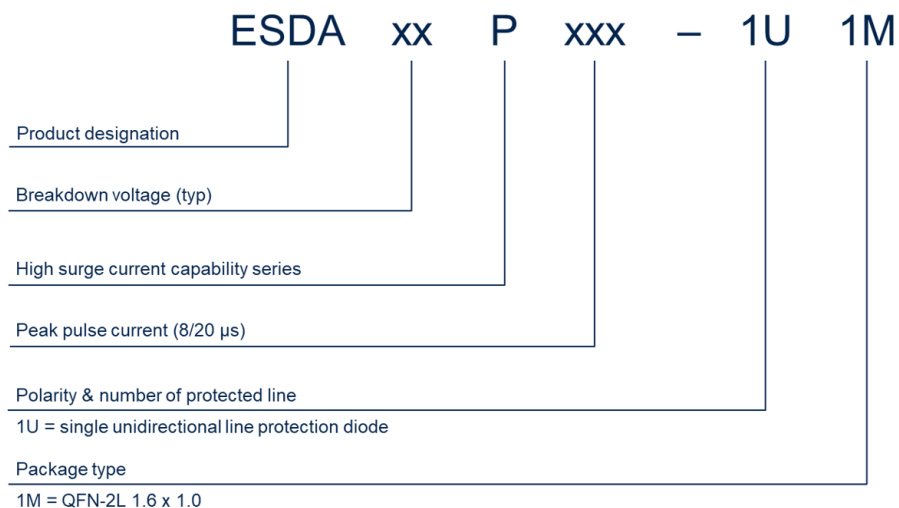 ESDA xx P xxx – 1U 1M
Product designation
Breakdown voltage (typ)
High surge current capability series
Peak pulse current (8/20 µs)
Polarity & number of protected line
1U = single unidirectional line protection diode
Package type
1M = QFN-2L 1.6 x 1.0